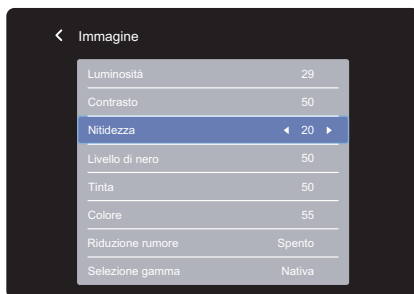 Immagine
Luminosità 29
Contrasto 50
Nitidezza 20
Livello di nero 50
Tinta 50
Colore 55
Riduzione rumore Spento
Selezione gamma Nativa